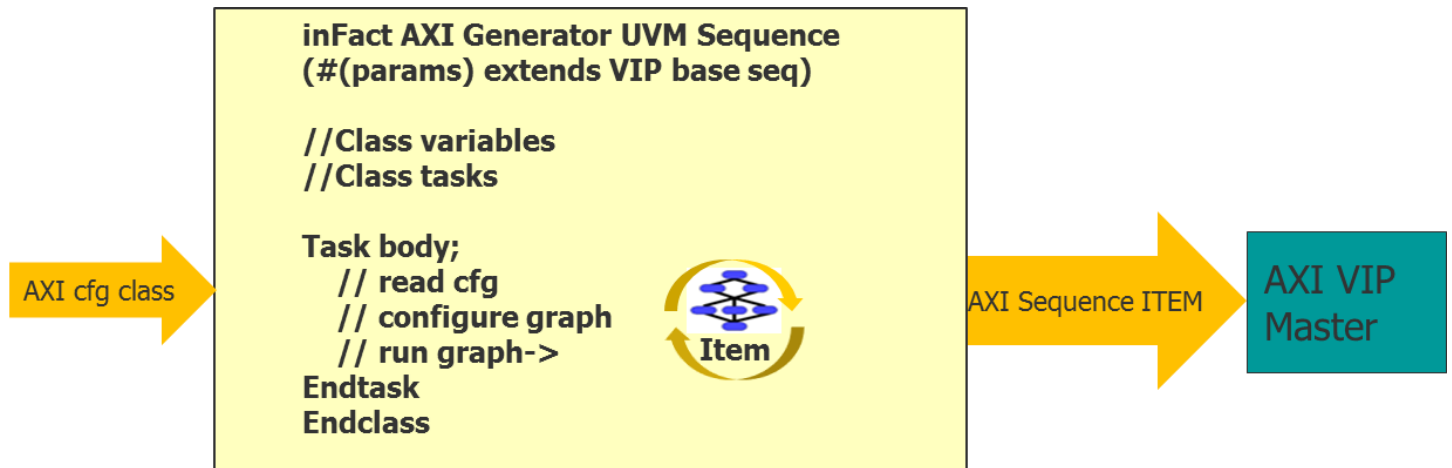 inFact AXI Generator UVM Sequence
(#(params) extends VIP base seq)
//Class variables
//Class tasks
Task body;
// read cfg
// configure graph
// run graph->
Endtask
Endclass
AXI cfg class
Item
AXI Sequence ITEM
AXI VIP
Master